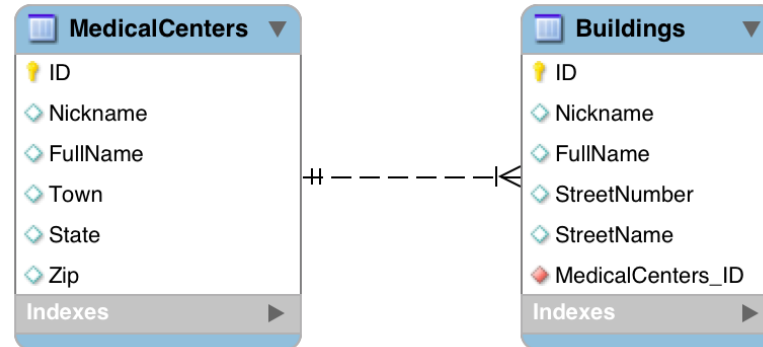 MedicalCenters
ID
Nickname
FullName
Town
State
Zip
Indexes
Buildings
ID
Nickname
FullName
StreetNumber
StreetName
MedicalCenters_ID
Indexes